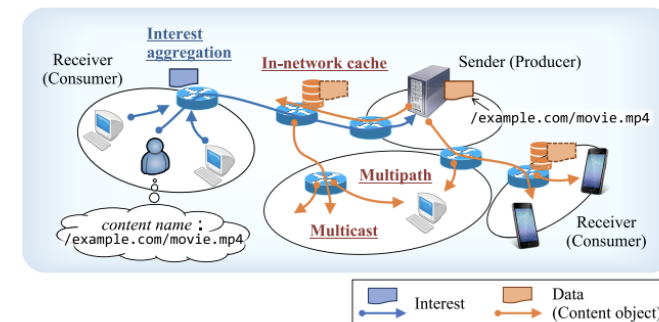 Interest
aggregation
Receiver
(Consumer)
In-network cache
Sender (Producer)
/example.com/movie.mp4
Multipath
Multicast
content name :
/example.com/movie.mp4
Receiver
(Consumer)
Interest
Data
(Content object)